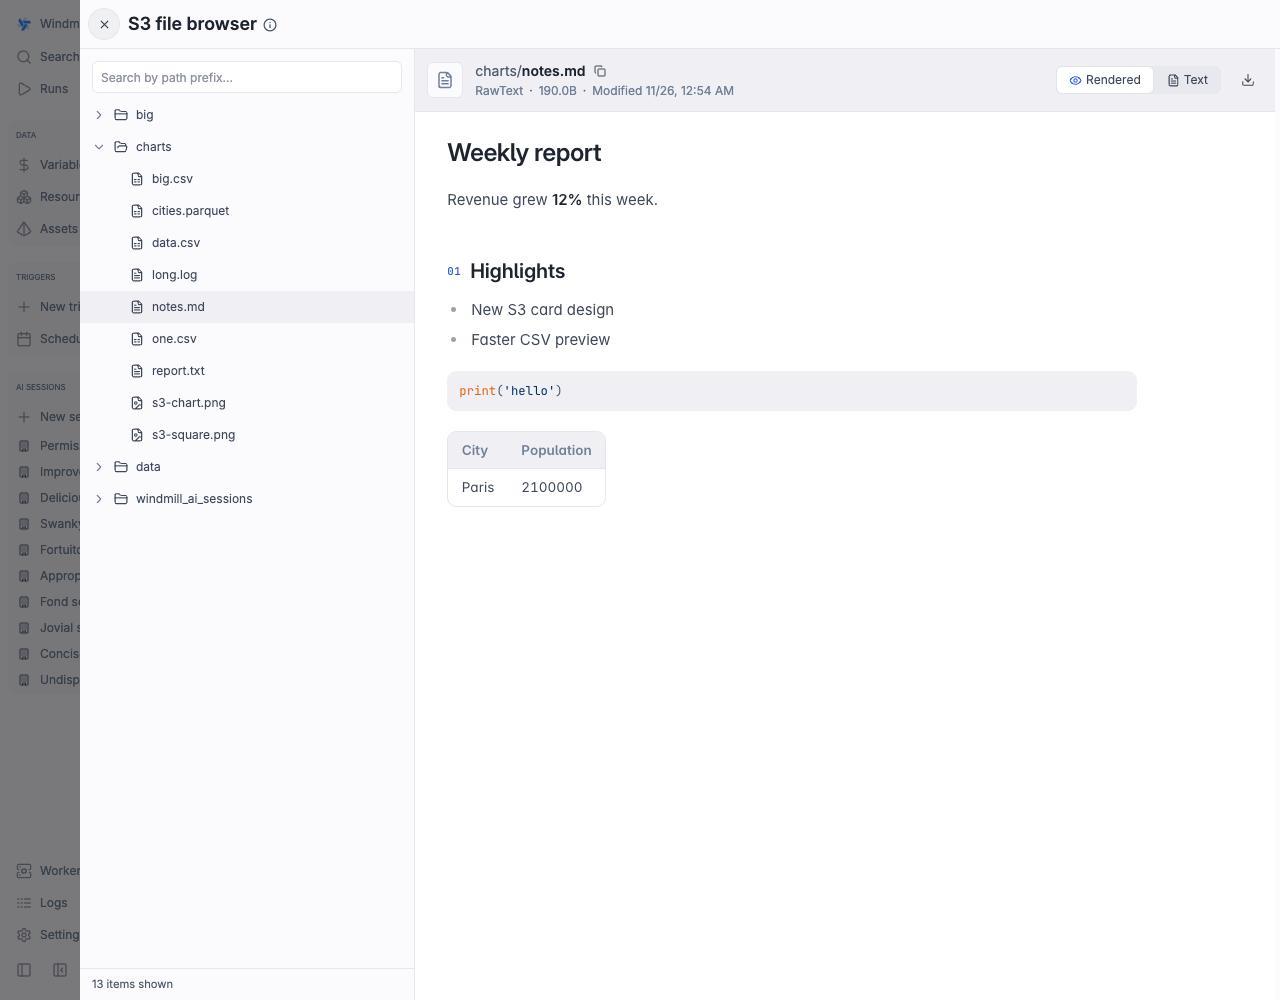 S3 file browser
Windm
Search
Runs
DATA
Variabl
Resour
Assets
TRIGGERS
New tri
Schedu
AI SESSIONS
New se
Permis
Improv
Delicio
Swanky
Fortuito
Approp
Fond so
Jovial s
Concis
Undisp
Worker
Logs
Setting
Search by path prefix...
big
charts
big.csv
cities.parquet
data.csv
long.log
notes.md
one.csv
report.txt
s3-chart.png
s3-square.png
data
windmill_ai_sessions
13 items shown
charts/notes.md
RawText · 190.0B · Modified 11/26, 12:54 AM
Rendered Text
Weekly report
Revenue grew 12% this week.
01 Highlights
• New S3 card design
• Faster CSV preview
print('hello')
City Population
Paris 2100000